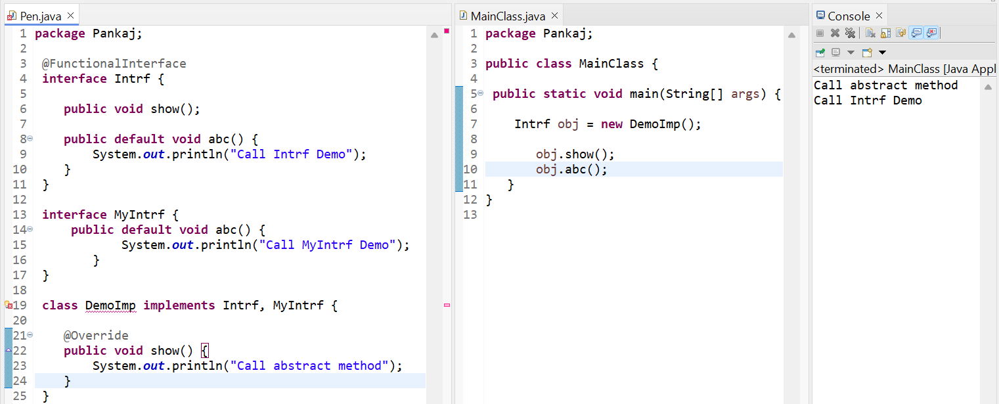 Pen.java
1 package Pankaj;
2
3 @FunctionalInterface
4 interface Intrf {
5
6 public void show();
7
8 public default void abc() {
9 System.out.println("Call Intrf Demo");
10 }
11 }
12
13 interface MyIntrf {
14 public default void abc() {
15 System.out.println("Call MyIntrf Demo");
16 }
17 }
18
19 class DemoImp implements Intrf, MyIntrf {
20
21 @Override
22 public void show() {
23 System.out.println("Call abstract method");
24 }
25 }
MainClass.java
1 package Pankaj;
2
3 public class MainClass {
4
5 public static void main(String[] args) {
6
7 Intrf obj = new DemoImp();
8
9 obj.show();
10 obj.abc();
11 }
12 }
13
Console
<terminated> MainClass [Java Appl
Call abstract method
Call Intrf Demo